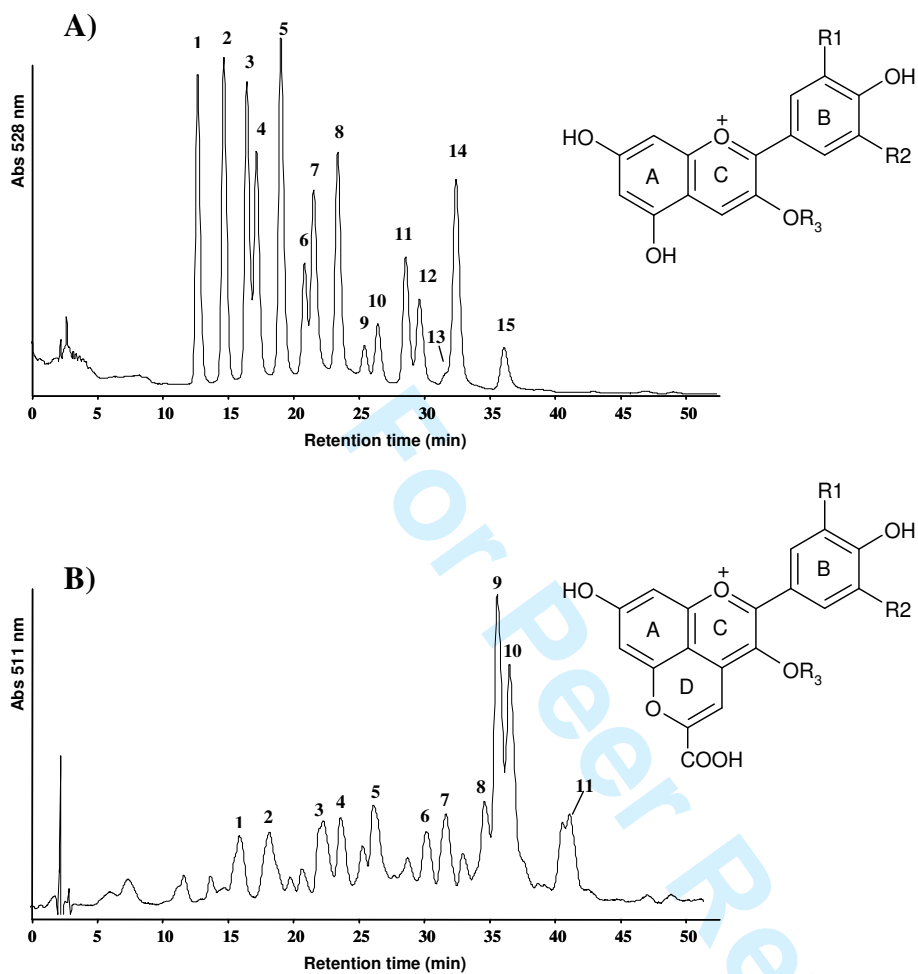 A)
1
2
3
4
5
6
7
8
9
10
11
12
13
14
15
Abs 528 nm
0 5 10 15 20 25 30 35 40 45 50
Retention time (min)
R1
OH
B
R2
HO
O
+
A
C
OR3
OH
B)
1
2
3
4
5
6
7
8
9
10
11
Abs 511 nm
0 5 10 15 20 25 30 35 40 45 50
Retention time (min)
R1
OH
B
R2
HO
O
+
A
C
OR3
D
O
COOH
For Peer Re